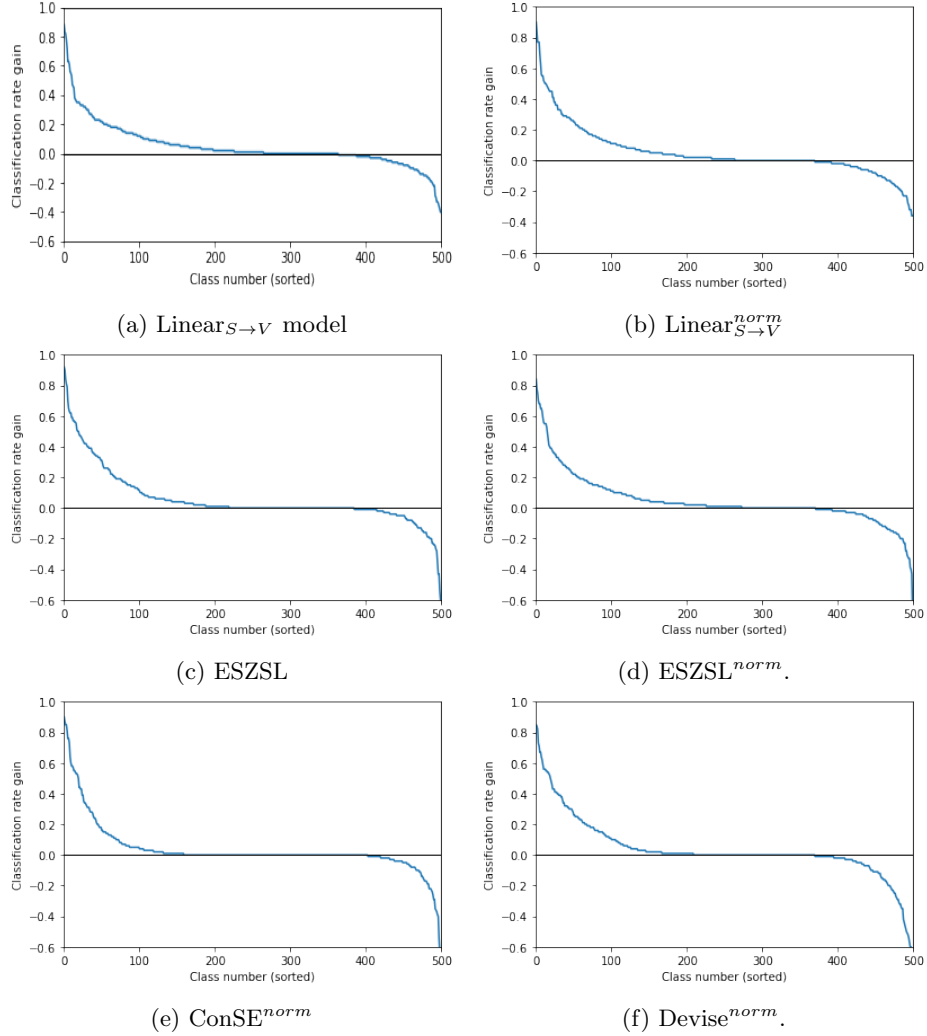 1.0
0.8
0.6
0.4
0.2
0.0
−0.2
−0.4
−0.6
Classification rate gain
0 100 200 300 400 500
Class number (sorted)
(a) Linear_{S→V} model
1.0
0.8
0.6
0.4
0.2
0.0
−0.2
−0.4
−0.6
Classification rate gain
0 100 200 300 400 500
Class number (sorted)
(b) Linear^{norm}_{S→V}
1.0
0.8
0.6
0.4
0.2
0.0
−0.2
−0.4
−0.6
Classification rate gain
0 100 200 300 400 500
Class number (sorted)
(c) ESZSL
1.0
0.8
0.6
0.4
0.2
0.0
−0.2
−0.4
−0.6
Classification rate gain
0 100 200 300 400 500
Class number (sorted)
(d) ESZSL^{norm}.
1.0
0.8
0.6
0.4
0.2
0.0
−0.2
−0.4
−0.6
Classification rate gain
0 100 200 300 400 500
Class number (sorted)
(e) ConSE^{norm}
1.0
0.8
0.6
0.4
0.2
0.0
−0.2
−0.4
−0.6
Classification rate gain
0 100 200 300 400 500
Class number (sorted)
(f) Devise^{norm}.